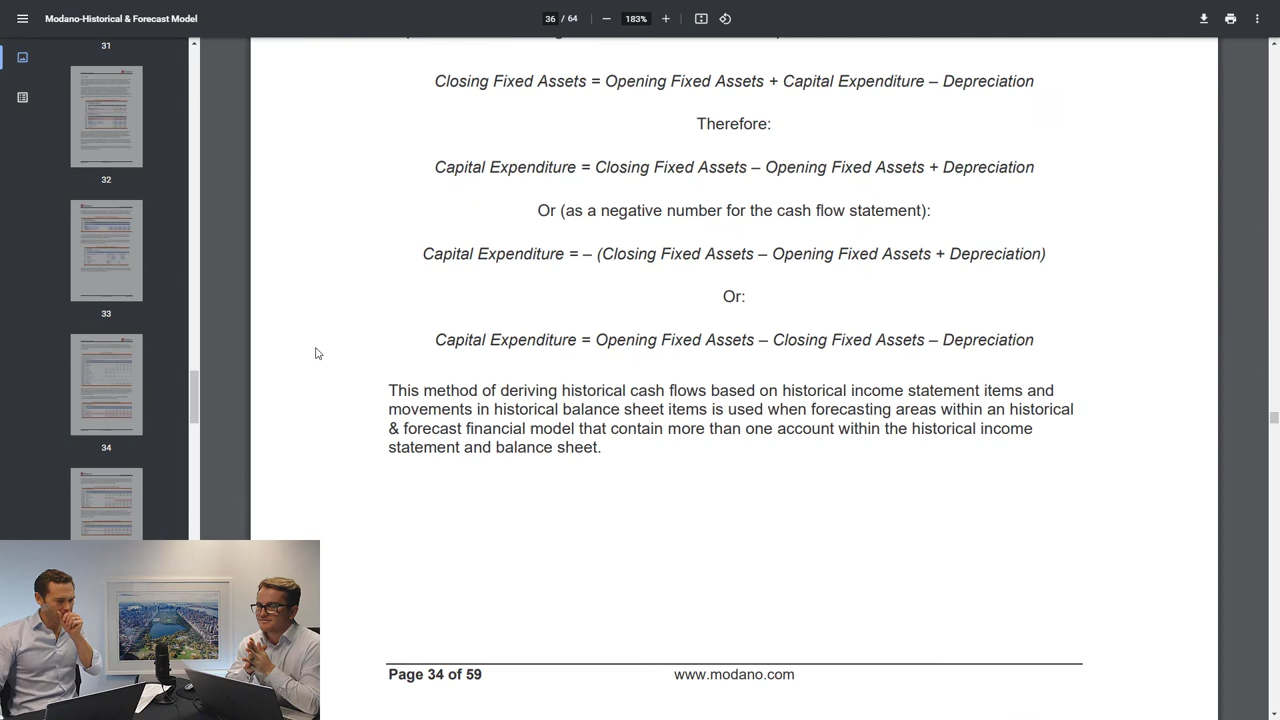 Modano-Historical & Forecast Model
36 / 64
183%
31
32
33
34
Closing Fixed Assets = Opening Fixed Assets + Capital Expenditure – Depreciation
Therefore:
Capital Expenditure = Closing Fixed Assets – Opening Fixed Assets + Depreciation
Or (as a negative number for the cash flow statement):
Capital Expenditure = – (Closing Fixed Assets – Opening Fixed Assets + Depreciation)
Or:
Capital Expenditure = Opening Fixed Assets – Closing Fixed Assets – Depreciation
This method of deriving historical cash flows based on historical income statement items and
movements in historical balance sheet items is used when forecasting areas within an historical
& forecast financial model that contain more than one account within the historical income
statement and balance sheet.
Page 34 of 59
www.modano.com